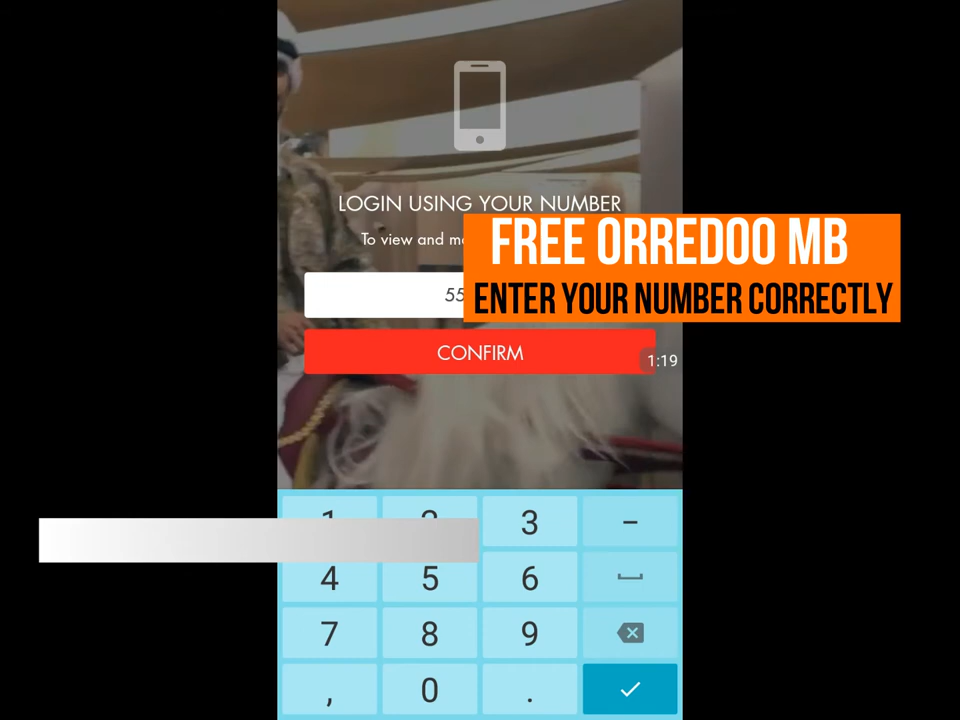 LOGIN USING YOUR NUMBER
FREE ORREDOO MB
To view and
55
ENTER YOUR NUMBER CORRECTLY
CONFIRM
1:19
3 -
4 5 6
7 8 9
, 0 .